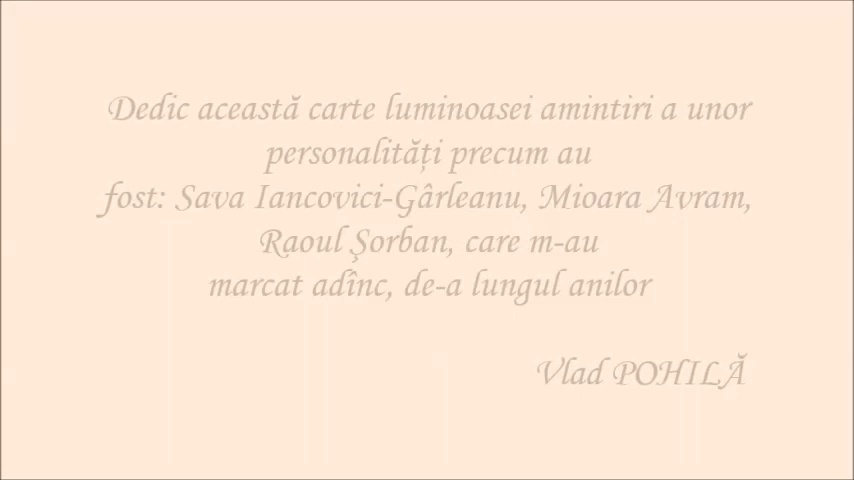 Dedic această carte luminoasei amintiri a unor
personalități precum au
fost: Sava Iancovici-Gârleanu, Mioara Avram,
Raoul Şorban, care m-au
marcat adînc, de-a lungul anilor
Vlad POHILĂ